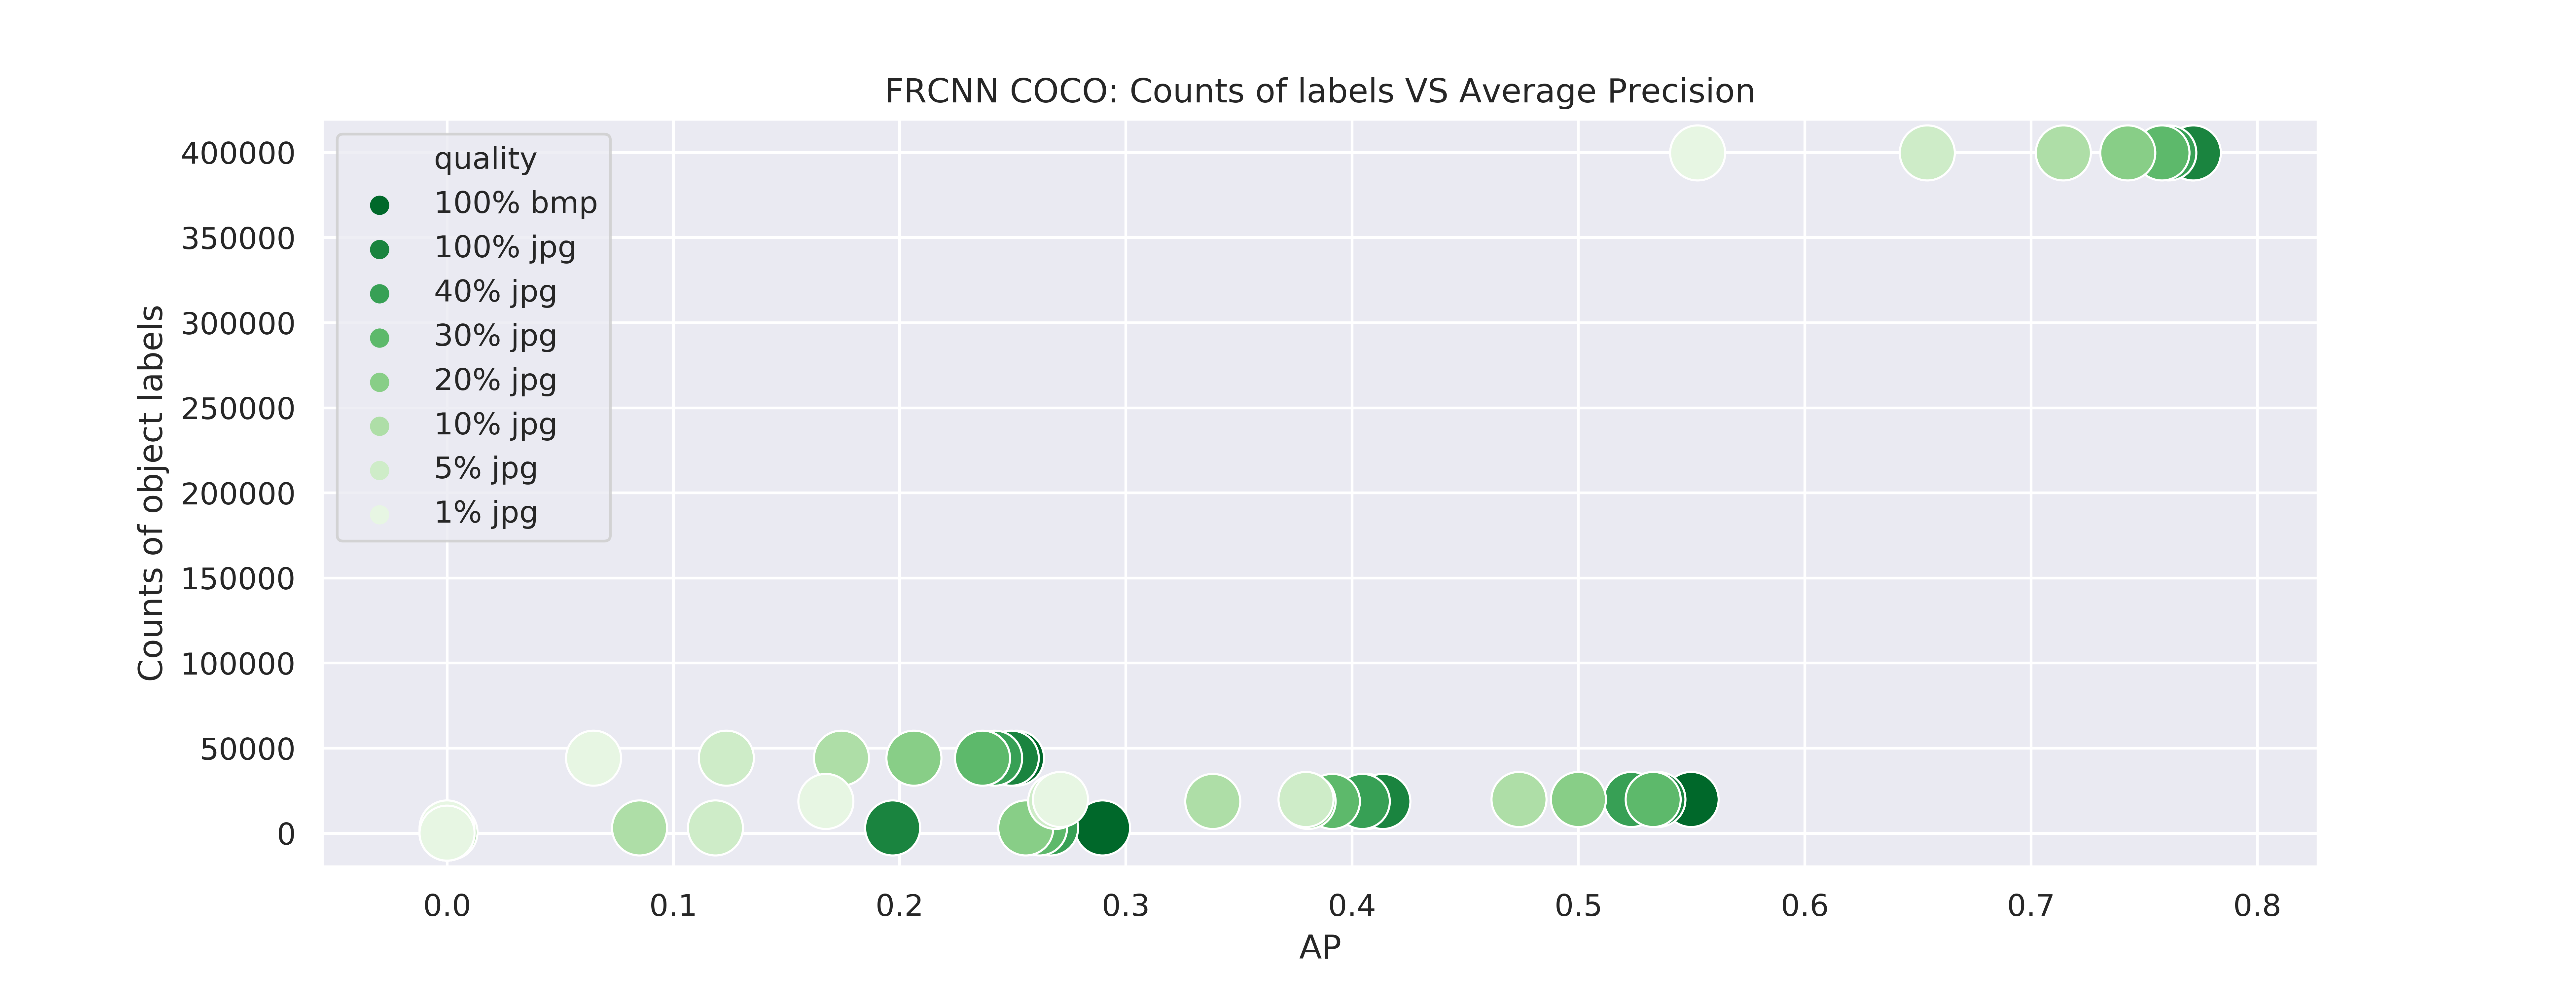 FRCNN COCO: Counts of labels VS Average Precision
Counts of object labels
400000
350000
300000
250000
200000
150000
100000
50000
0
quality
100% bmp
100% jpg
40% jpg
30% jpg
20% jpg
10% jpg
5% jpg
1% jpg
0.0 0.1 0.2 0.3 0.4 0.5 0.6 0.7 0.8
AP